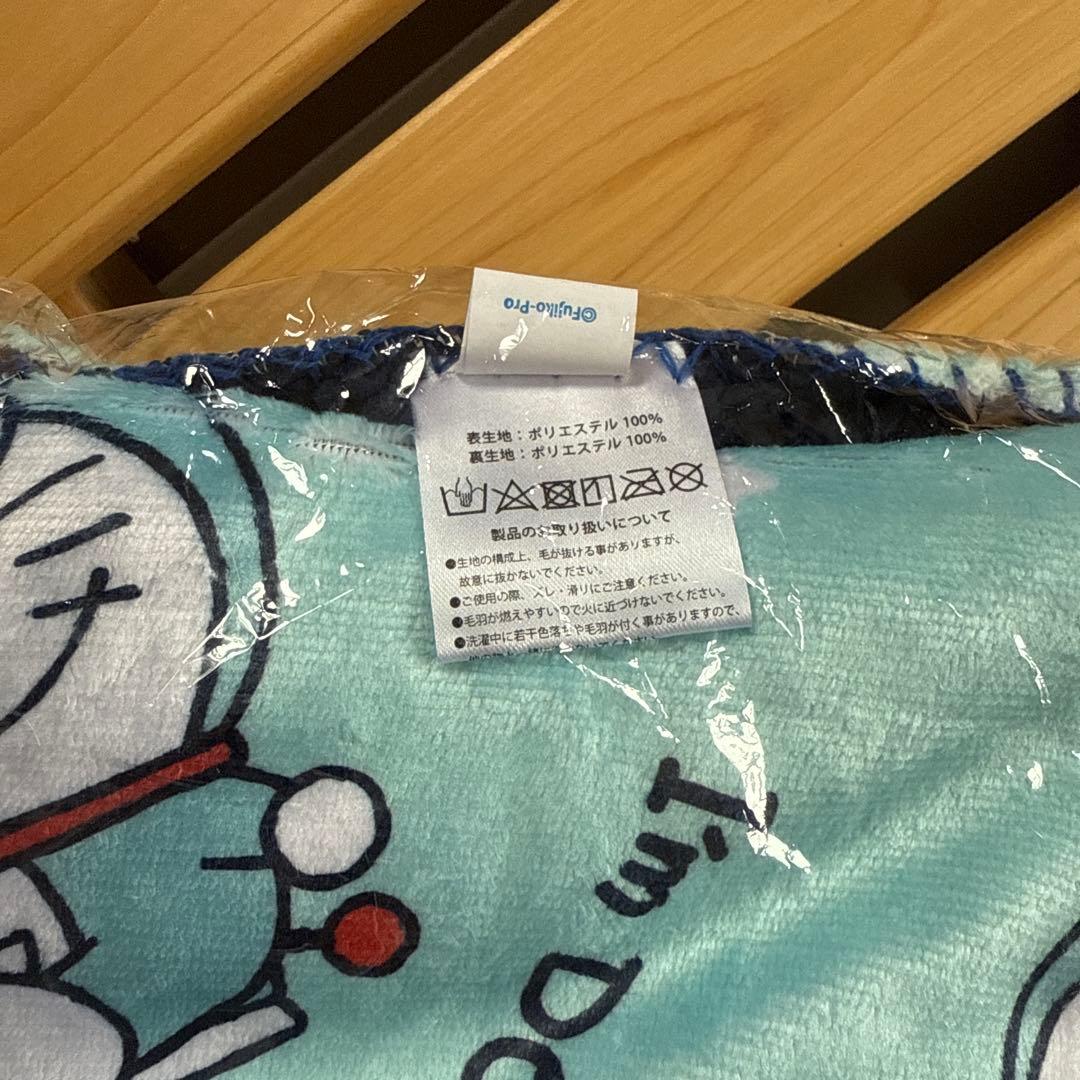 ©Fujiko-Pro
表生地：ポリエステル 100%
裏生地：ポリエステル 100%
製品のお取り扱いについて
●生地の構成上、毛が抜ける事がありますが、
故意に抜かないでください。
●ご使用の際、ズレ・滑りにご注意ください。
●毛羽が燃えやすいので火に近づけないでください。
●洗濯中に若干色落ちや毛羽が付く事がありますので、
I'm Do